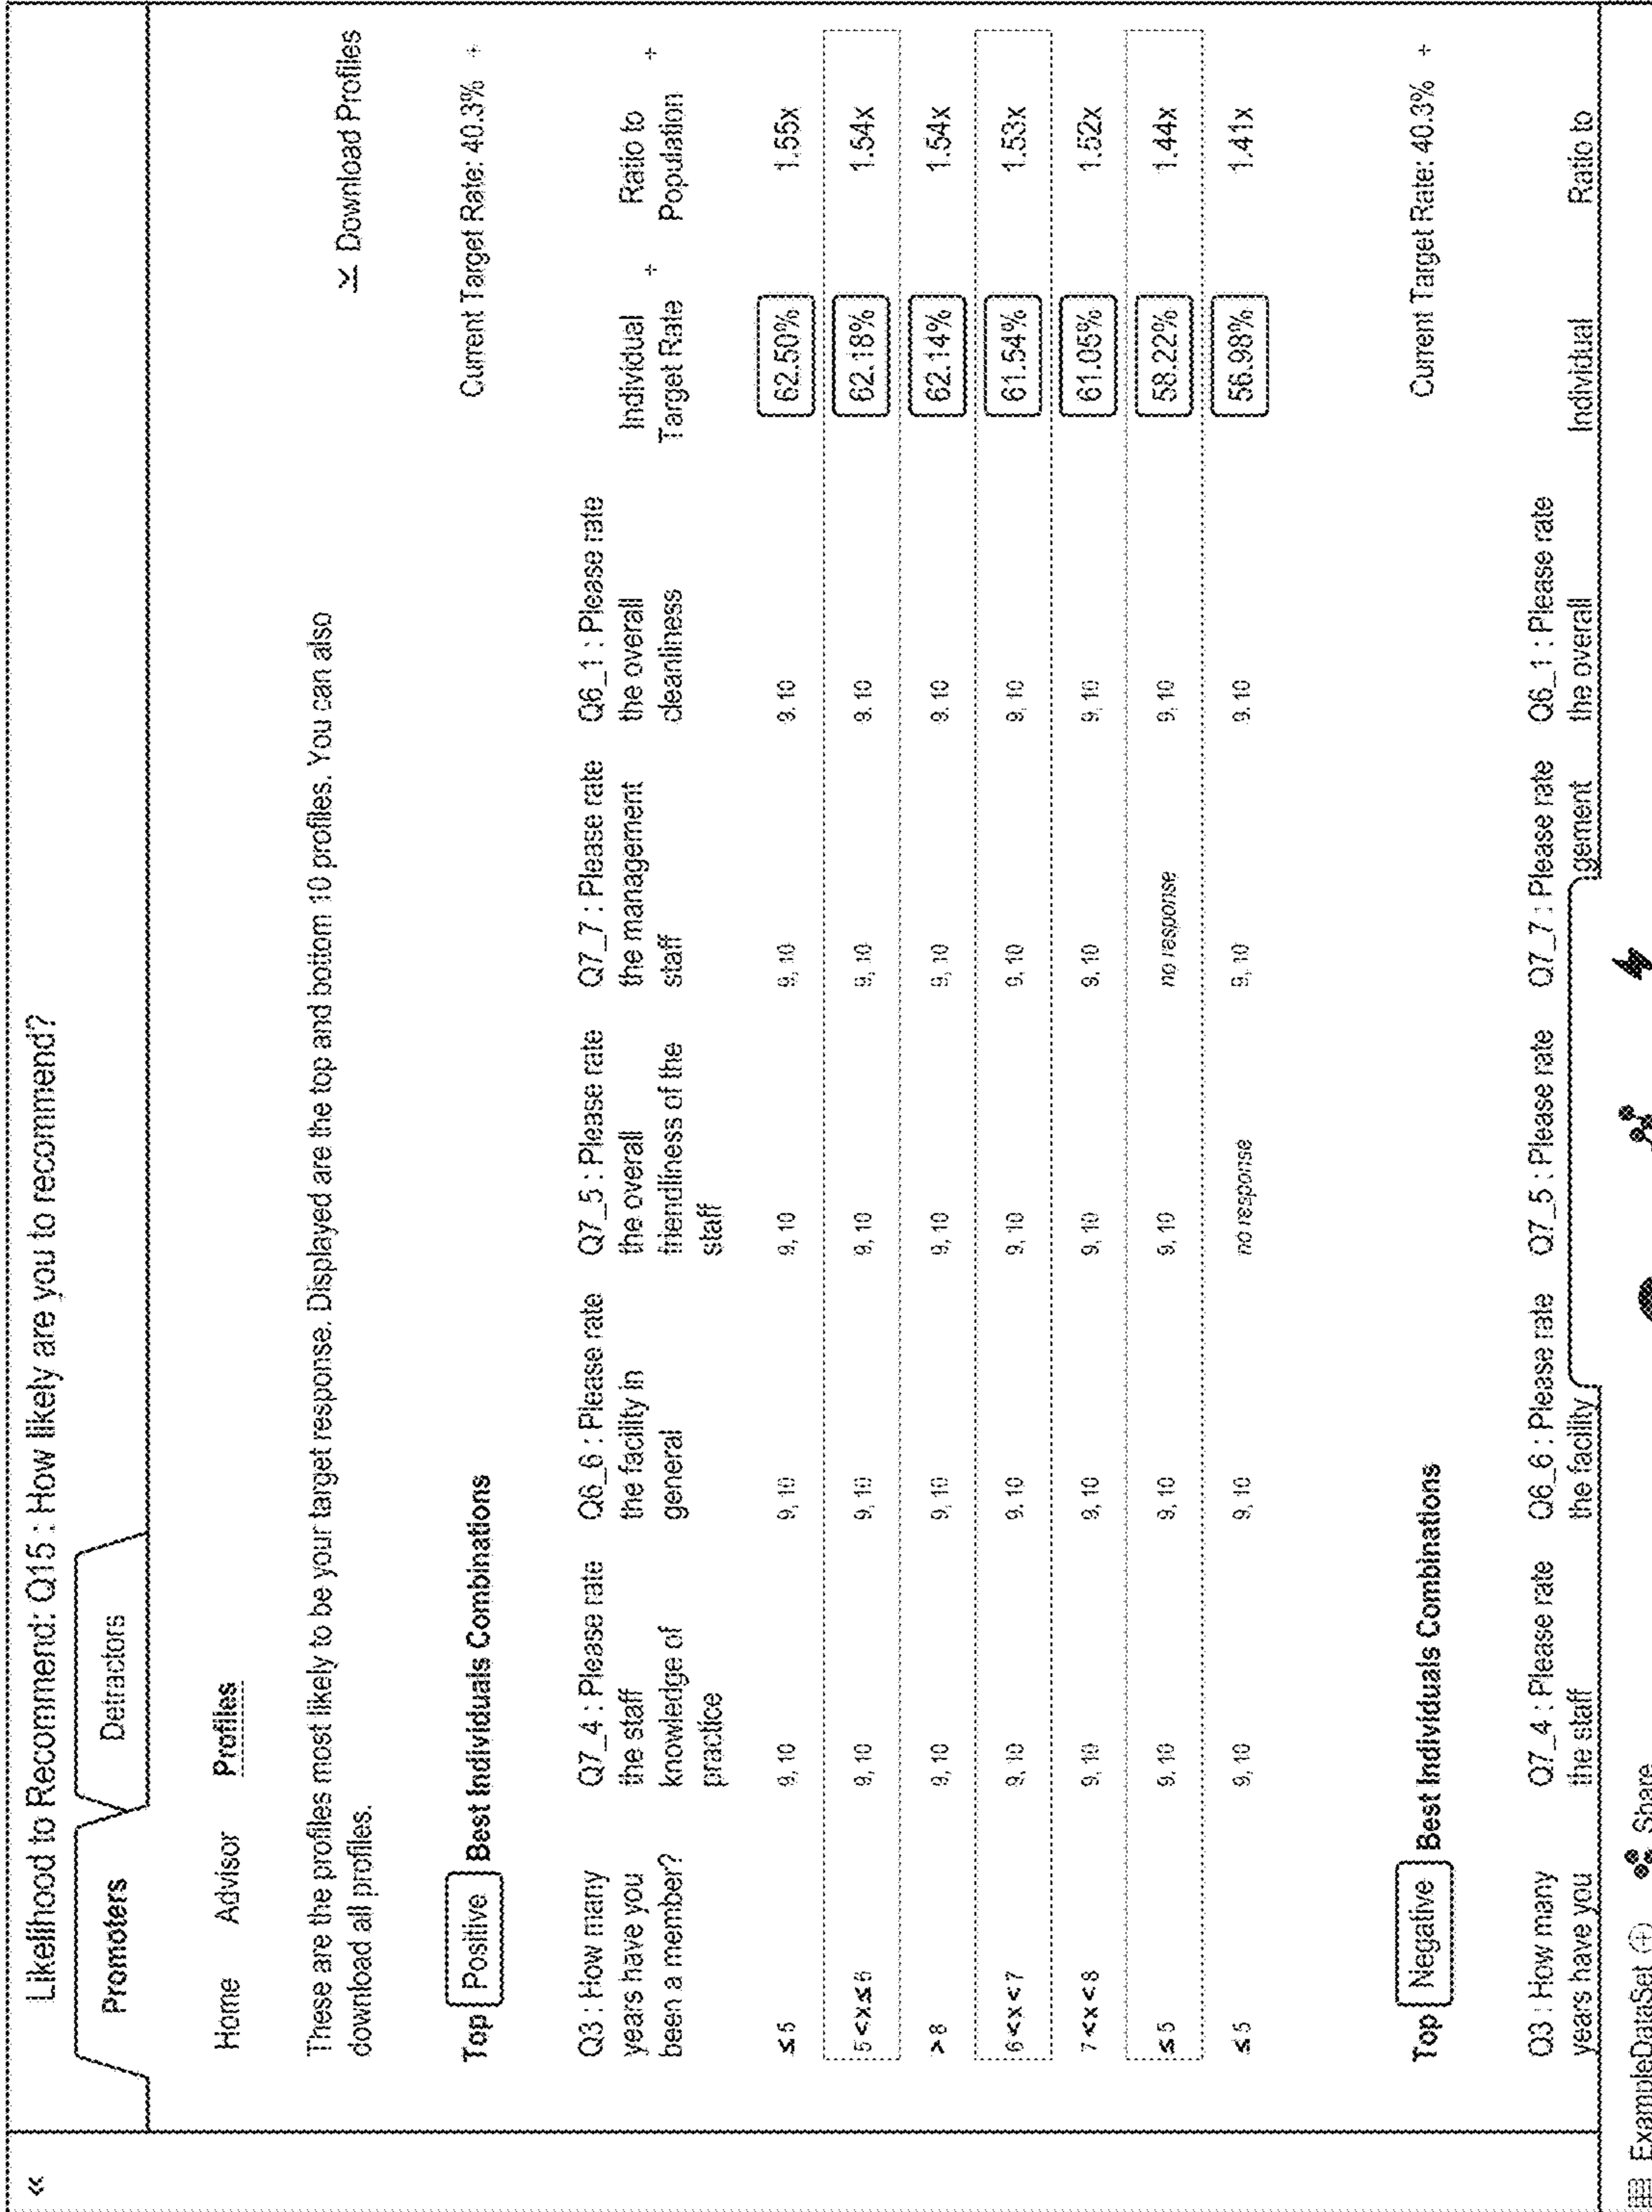 «
Likelihood to Recommend: Q15 : How likely are you to recommend?
Promoters Detractors
Home Advisor Profiles
These are the profiles most likely to be your target response. Displayed are the top and bottom 10 profiles. You can also
download all profiles.
Download Profiles
Top Positive Best Individuals Combinations Current Target Rate: 40.3% +
Q3 : How many years have you been a member? Q7_4 : Please rate the staff knowledge of practice Q6_6 : Please rate the facility in general Q7_5 : Please rate the overall friendliness of the staff Q7_7 : Please rate the management staff Q6_1 : Please rate the overall cleanliness Individual Target Rate + Ratio to Population +
≤ 5 9, 10 9, 10 9, 10 9, 10 9, 10 62.50% 1.55x
5 <x≤ 6 9, 10 9, 10 9, 10 9, 10 9, 10 62.18% 1.54x
> 8 9, 10 9, 10 9, 10 9, 10 9, 10 62.14% 1.54x
6 <x< 7 9, 10 9, 10 9, 10 9, 10 9, 10 61.54% 1.53x
7 <x< 8 9, 10 9, 10 9, 10 9, 10 9, 10 61.05% 1.52x
≤ 5 9, 10 9, 10 9, 10 no response 9, 10 58.22% 1.44x
≤ 5 9, 10 9, 10 no response 9, 10 9, 10 56.98% 1.41x
Top Negative Best Individuals Combinations Current Target Rate: 40.3% +
Q3 : How many Q7_4 : Please rate Q6_6 : Please rate Q7_5 : Please rate Q7_7 : Please rate Q6_1 : Please rate
years have you the staff the facility gement the overall Individual Ratio to
ExampleDataSet Share